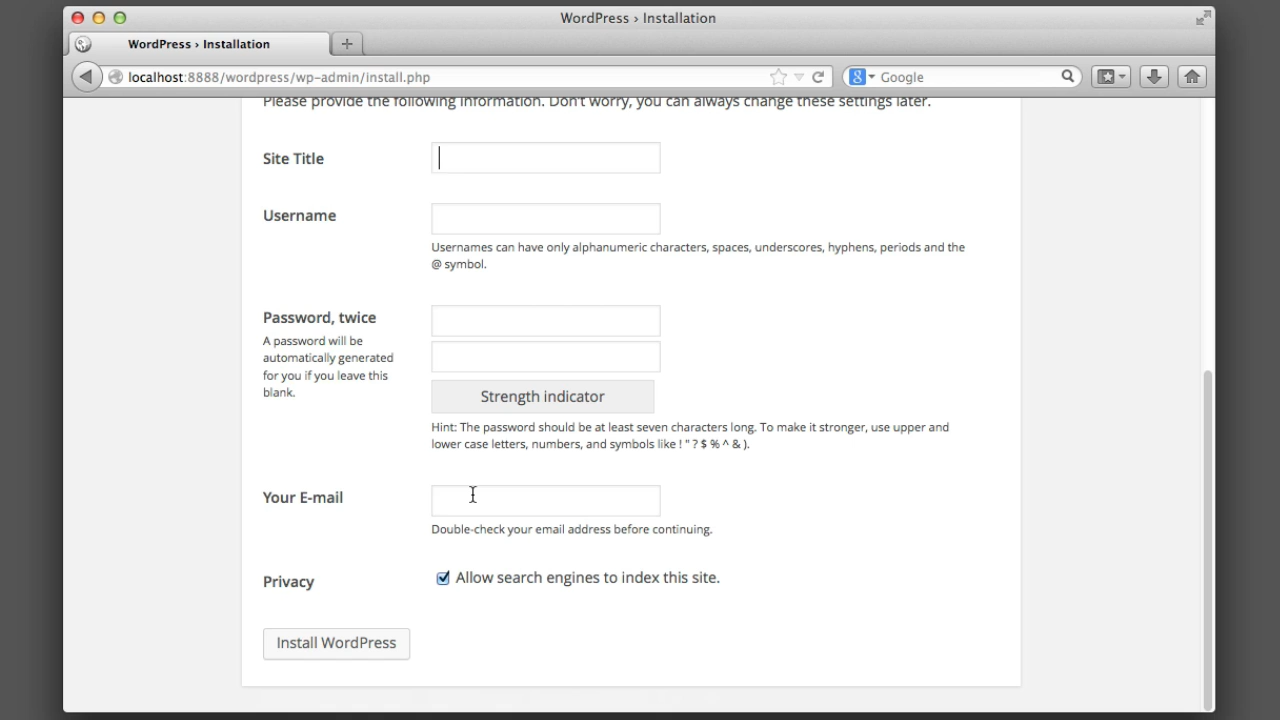 WordPress › Installation
WordPress › Installation
localhost:8888/wordpress/wp-admin/install.php
Google
Please provide the following information. Don't worry, you can always change these settings later.
Site Title
Username
Usernames can have only alphanumeric characters, spaces, underscores, hyphens, periods and the
@ symbol.
Password, twice
A password will be
automatically generated
for you if you leave this
blank.
Strength indicator
Hint: The password should be at least seven characters long. To make it stronger, use upper and
lower case letters, numbers, and symbols like ! " ? $ % ^ & ).
Your E-mail
Double-check your email address before continuing.
Privacy
Allow search engines to index this site.
Install WordPress